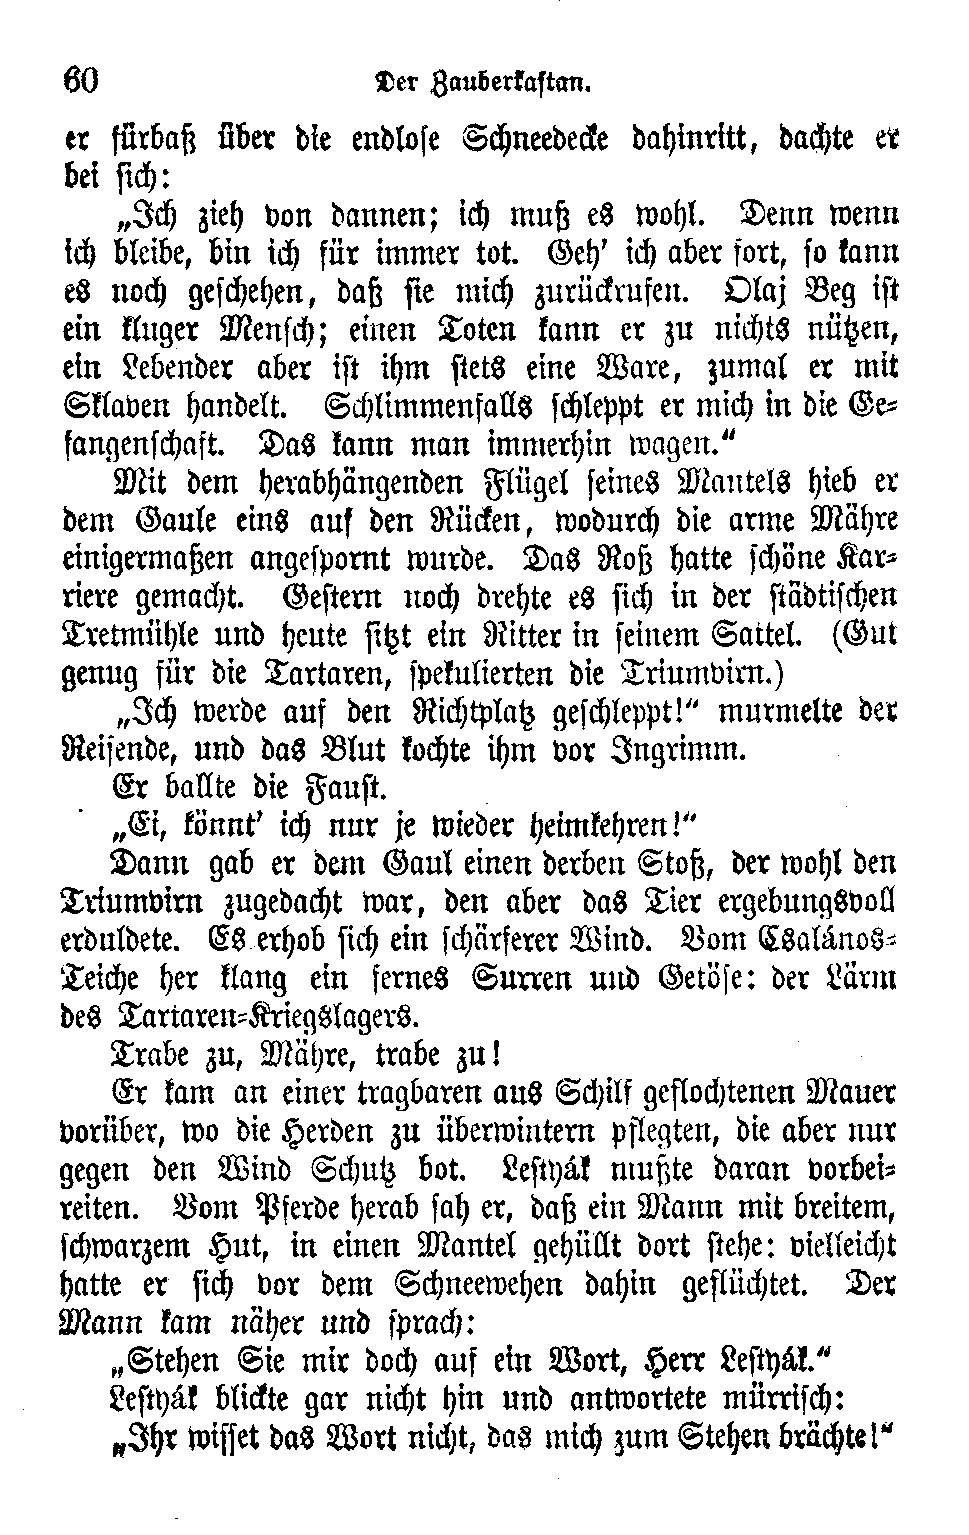 60 Der Zauberkaftan.
er fürbaß über die endlose Schneedecke dahinritt, dachte er
bei sich:
„Ich zieh von dannen; ich muß es wohl. Denn wenn
ich bleibe, bin ich für immer tot. Geh' ich aber fort, so kann
es noch geschehen, daß sie mich zurückrufen. Olaj Beg ist
ein kluger Mensch; einen Toten kann er zu nichts nützen,
ein Lebender aber ist ihm stets eine Ware, zumal er mit
Sklaven handelt. Schlimmenfalls schleppt er mich in die Ge-
fangenschaft. Das kann man immerhin wagen.“
Mit dem herabhängenden Flügel seines Mantels hieb er
dem Gaule eins auf den Rücken, wodurch die arme Mähre
einigermaßen angespornt wurde. Das Roß hatte schöne Kar-
riere gemacht. Gestern noch drehte es sich in der städtischen
Tretmühle und heute sitzt ein Ritter in seinem Sattel. (Gut
genug für die Tartaren, spekulierten die Triumvirn.)
„Ich werde auf den Richtplatz geschleppt!“ murmelte der
Reisende, und das Blut kochte ihm vor Ingrimm.
Er ballte die Faust.
„Ei, könnt' ich nur je wieder heimkehren!“
Dann gab er dem Gaul einen derben Stoß, der wohl den
Triumvirn zugedacht war, den aber das Tier ergebungsvoll
erduldete. Es erhob sich ein schärferer Wind. Vom Csalános-
Teiche her klang ein fernes Surren und Getöse: der Lärm
des Tartaren-Kriegslagers.
Trabe zu, Mähre, trabe zu!
Er kam an einer tragbaren aus Schilf geflochtenen Mauer
vorüber, wo die Herden zu überwintern pflegten, die aber nur
gegen den Wind Schutz bot. Lestyák mußte daran vorbei-
reiten. Vom Pferde herab sah er, daß ein Mann mit breitem,
schwarzem Hut, in einen Mantel gehüllt dort stehe: vielleicht
hatte er sich vor dem Schneewehen dahin geflüchtet. Der
Mann kam näher und sprach:
„Stehen Sie mir doch auf ein Wort, Herr Lestyák.“
Lestyák blickte gar nicht hin und antwortete mürrisch:
„Ihr wisset das Wort nicht, das mich zum Stehen brächte!“